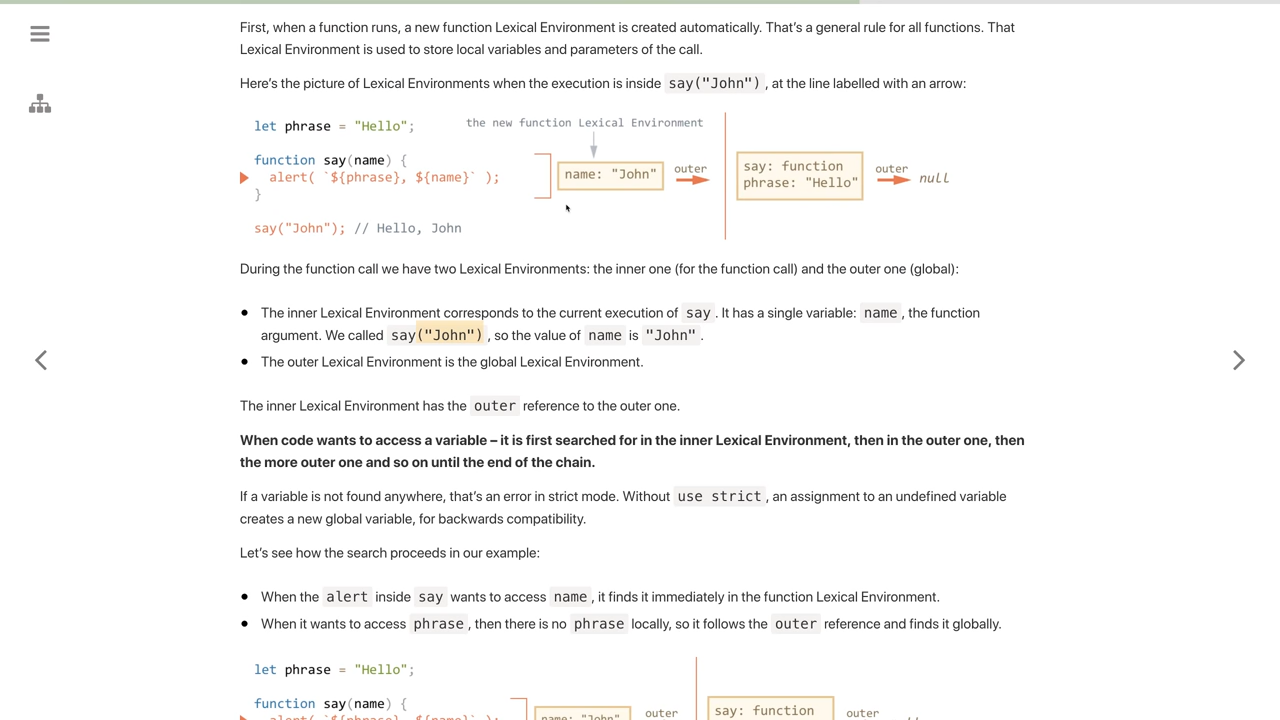 First, when a function runs, a new function Lexical Environment is created automatically. That’s a general rule for all functions. That
Lexical Environment is used to store local variables and parameters of the call.
Here’s the picture of Lexical Environments when the execution is inside say("John") , at the line labelled with an arrow:
let phrase = "Hello";
the new function Lexical Environment
function say(name) {
alert( `${phrase}, ${name}` );
}
say("John"); // Hello, John
name: "John"
outer
say: function
phrase: "Hello"
outer
null
During the function call we have two Lexical Environments: the inner one (for the function call) and the outer one (global):
• The inner Lexical Environment corresponds to the current execution of say . It has a single variable: name , the function
argument. We called say("John") , so the value of name is "John" .
• The outer Lexical Environment is the global Lexical Environment.
The inner Lexical Environment has the outer reference to the outer one.
When code wants to access a variable – it is first searched for in the inner Lexical Environment, then in the outer one, then
the more outer one and so on until the end of the chain.
If a variable is not found anywhere, that’s an error in strict mode. Without use strict , an assignment to an undefined variable
creates a new global variable, for backwards compatibility.
Let’s see how the search proceeds in our example:
• When the alert inside say wants to access name , it finds it immediately in the function Lexical Environment.
• When it wants to access phrase , then there is no phrase locally, so it follows the outer reference and finds it globally.
let phrase = "Hello";
function say(name) {
alert( `${phrase}, ${name}` );
name: "John"
outer
say: function
outer